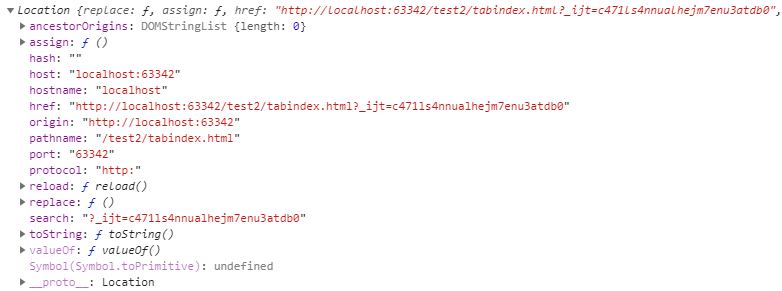 ▼Location {replace: ƒ, assign: ƒ, href: "http://localhost:63342/test2/tabindex.html?_ijt=c471ls4nnualhejm7enu3atdb0",
▶ancestorOrigins: DOMStringList {length: 0}
▶assign: ƒ ()
hash: ""
host: "localhost:63342"
hostname: "localhost"
href: "http://localhost:63342/test2/tabindex.html?_ijt=c471ls4nnualhejm7enu3atdb0"
origin: "http://localhost:63342"
pathname: "/test2/tabindex.html"
port: "63342"
protocol: "http:"
▶reload: ƒ reload()
▶replace: ƒ ()
search: "?_ijt=c471ls4nnualhejm7enu3atdb0"
▶toString: ƒ toString()
▶valueOf: ƒ valueOf()
Symbol(Symbol.toPrimitive): undefined
▶__proto__: Location